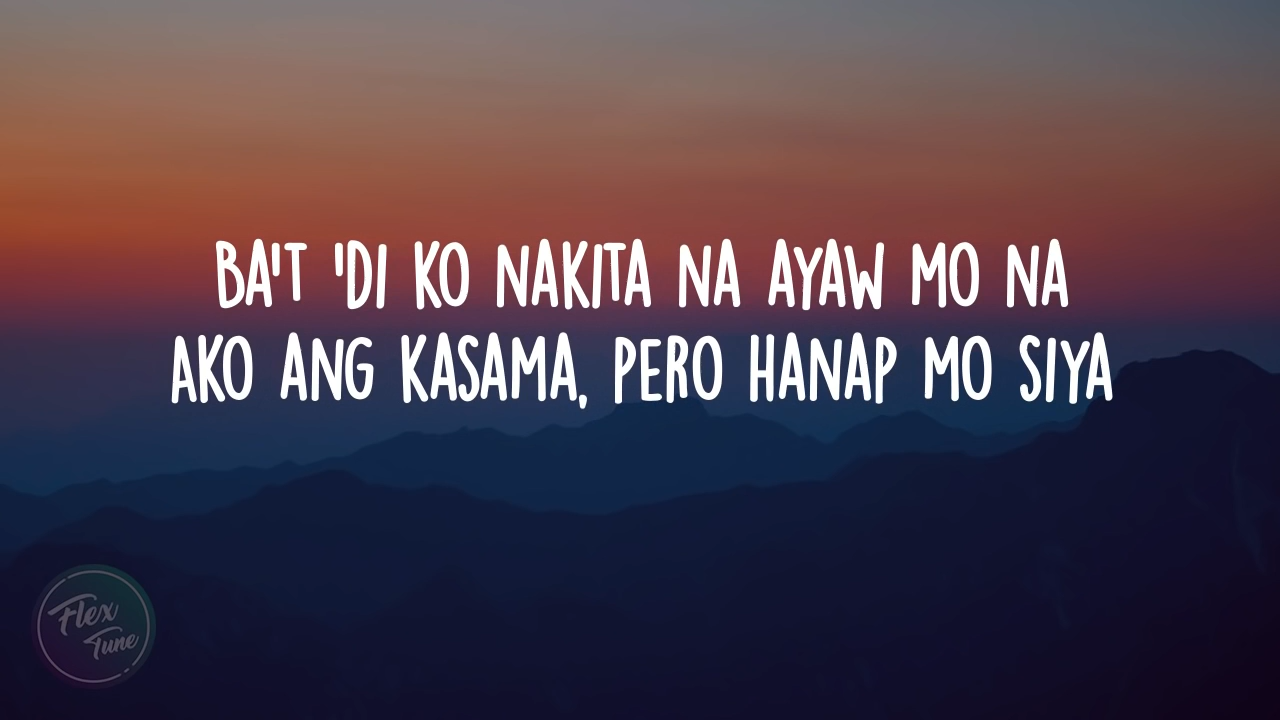 BA'T 'DI KO NAKITA NA AYAW MO NA
AKO ANG KASAMA, PERO HANAP MO SIYA
Flex
Tune